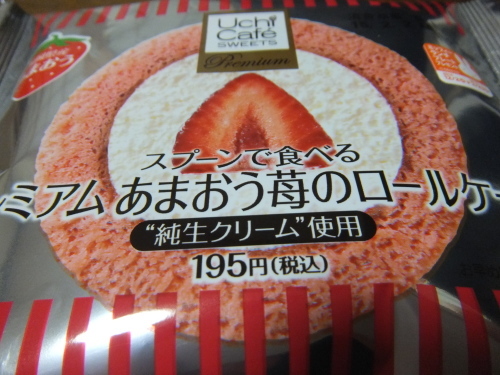 Uchi
Café
SWEETS
Premium
スプーンで食べる
レミアム あまおう苺のロールケー
“純生クリーム”使用
195円(税込)